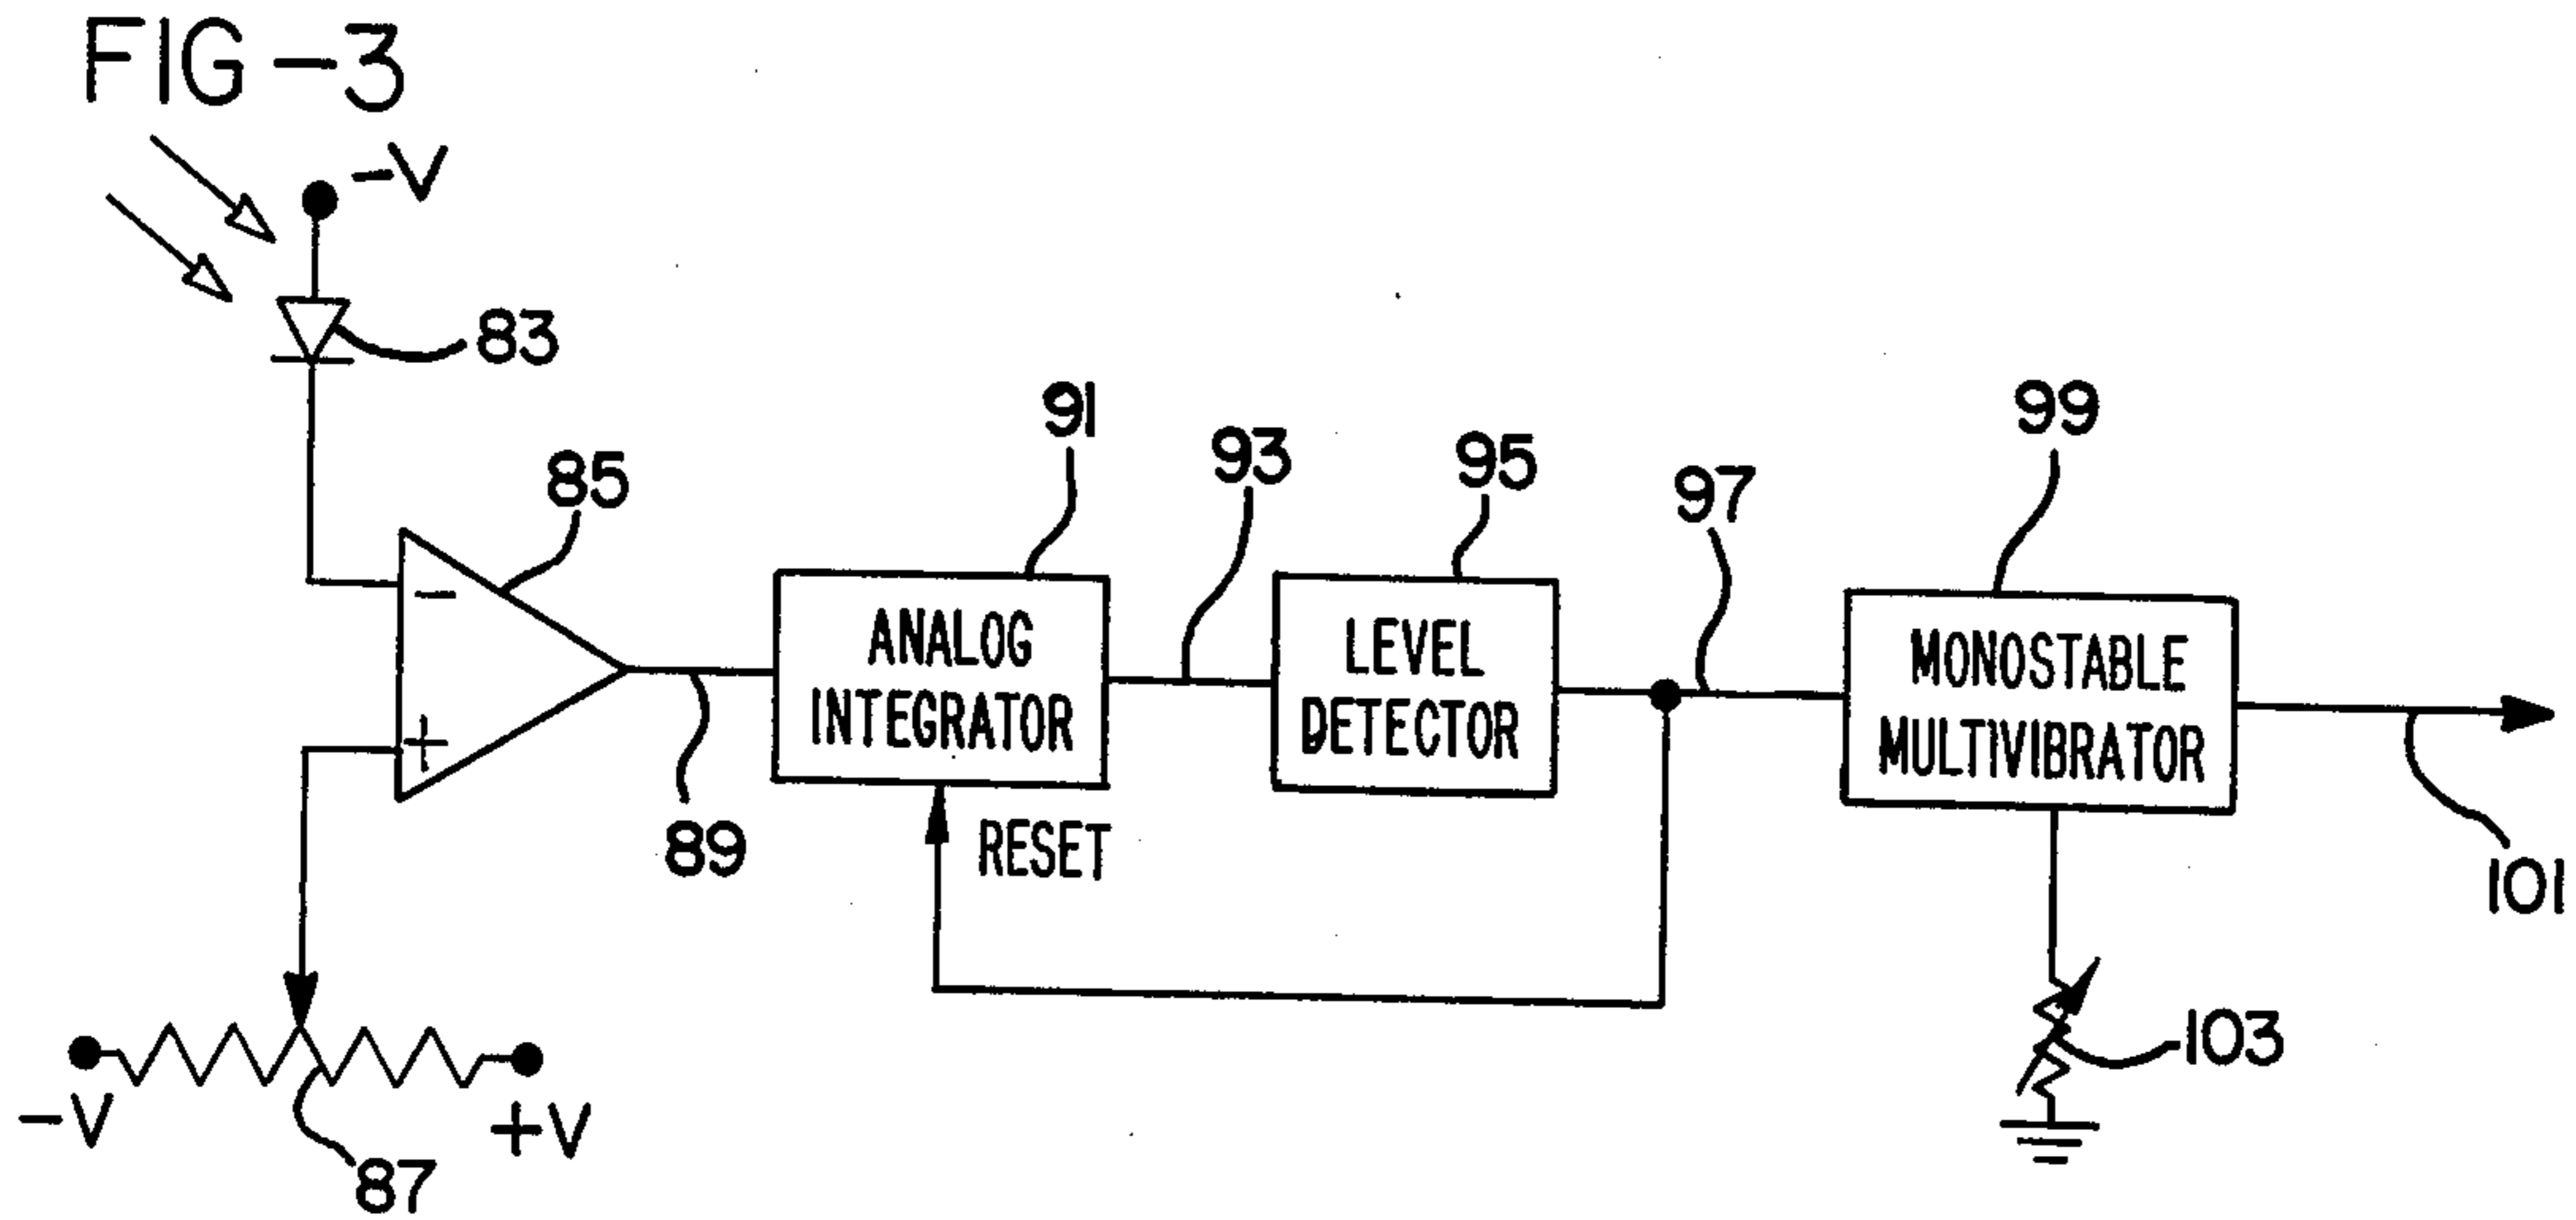 FIG-3
-V
83
85
91
93
95
97
99
-
+
ANALOG
INTEGRATOR
LEVEL
DETECTOR
MONOSTABLE
MULTIVIBRATOR
89
RESET
101
103
-V
+V
87